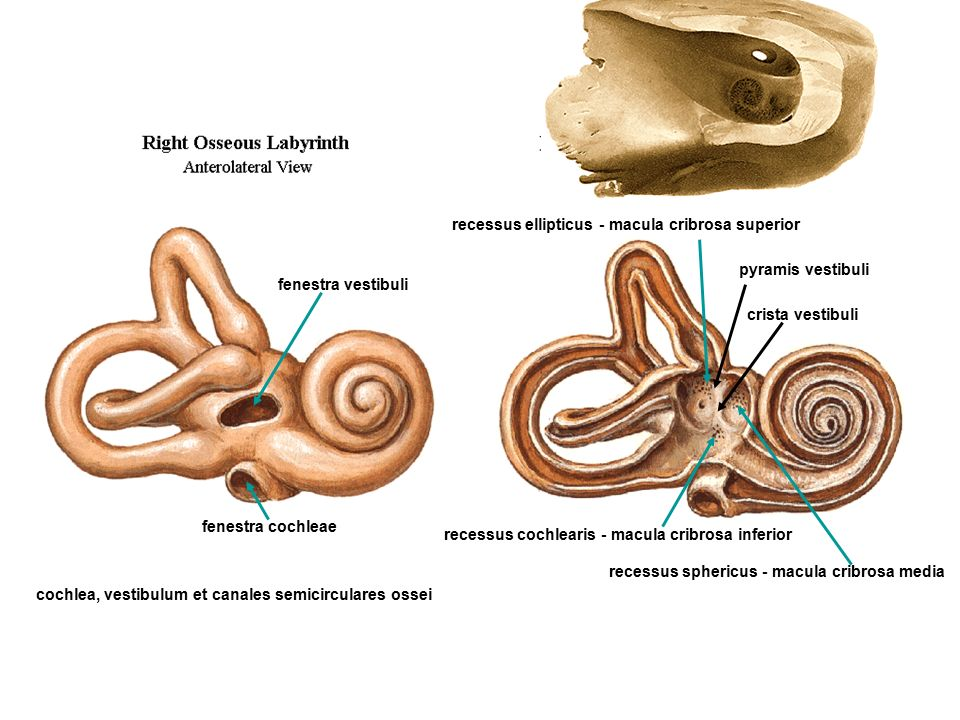 Right Osseous Labyrinth
Anterolateral View
recessus ellipticus - macula cribrosa superior
pyramis vestibuli
fenestra vestibuli
crista vestibuli
fenestra cochleae
recessus cochlearis - macula cribrosa inferior
recessus sphericus - macula cribrosa media
cochlea, vestibulum et canales semicirculares ossei